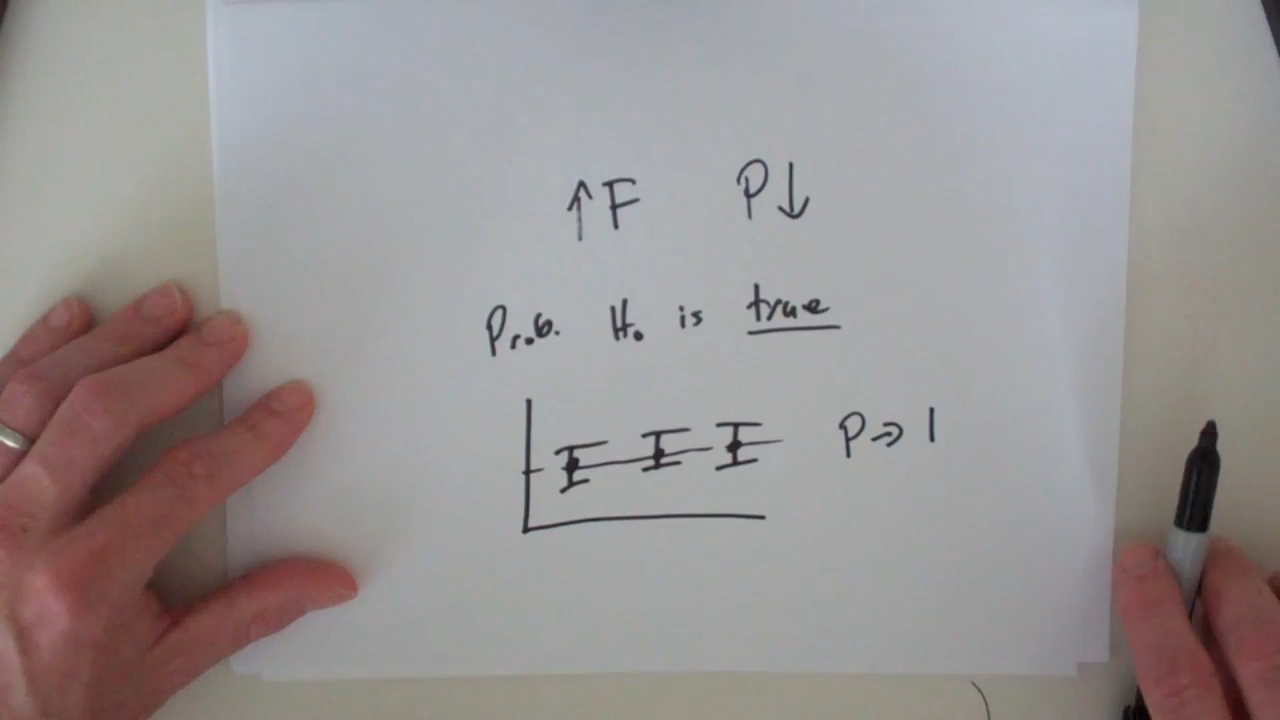 ↑F P↓
Prob. H₀ is true
P→1